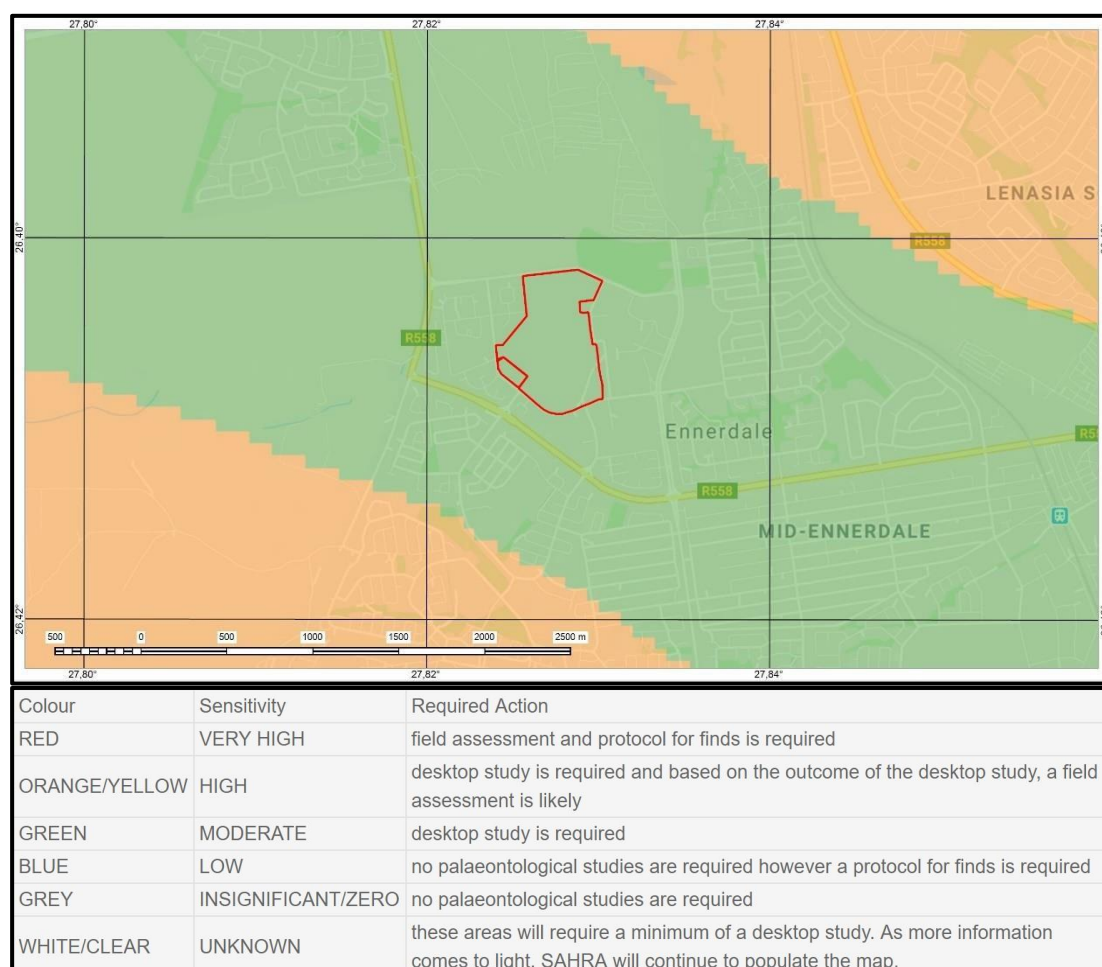 27,80° 27,82° 27,84°
LENASIA S
26,40°
R558
R558
Ennerdale
R558
MID-ENNERDALE
26,42°
500 0 500 1000 1500 2000 2500 m
27,80° 27,82° 27,84°
Colour Sensitivity Required Action
RED VERY HIGH field assessment and protocol for finds is required
ORANGE/YELLOW HIGH desktop study is required and based on the outcome of the desktop study, a field
assessment is likely
GREEN MODERATE desktop study is required
BLUE LOW no palaeontological studies are required however a protocol for finds is required
GREY INSIGNIFICANT/ZERO no palaeontological studies are required
WHITE/CLEAR UNKNOWN these areas will require a minimum of a desktop study. As more information
comes to light, SAHRA will continue to populate the map.